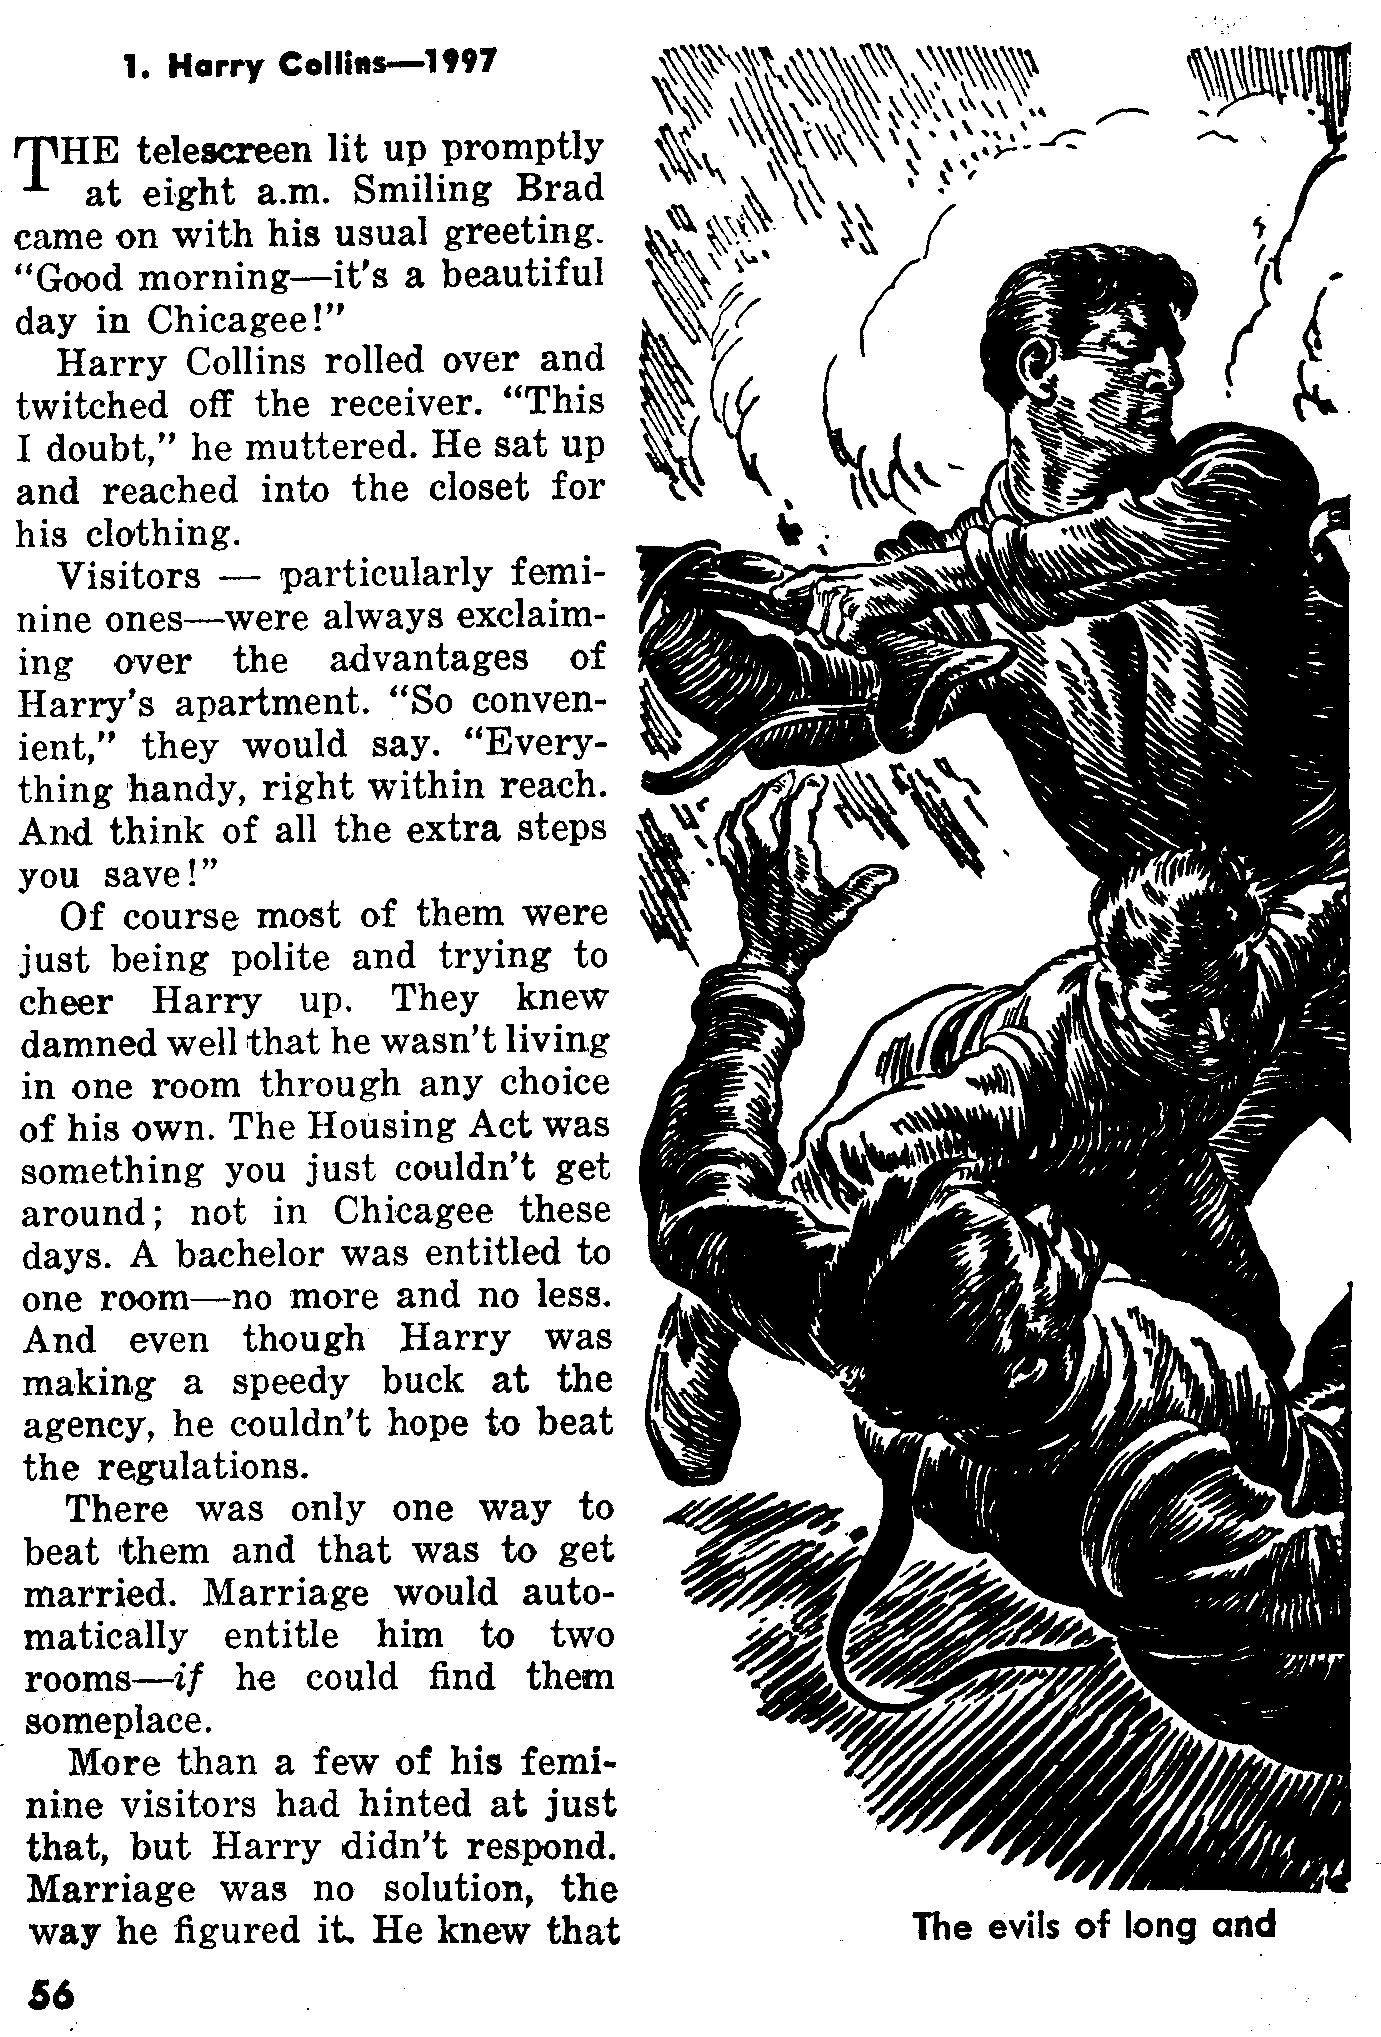 1. Harry Collins—1997
THE telescreen lit up promptly
at eight a.m. Smiling Brad
came on with his usual greeting.
“Good morning—it's a beautiful
day in Chicagee!”
Harry Collins rolled over and
twitched off the receiver. “This
I doubt,” he muttered. He sat up
and reached into the closet for
his clothing.
Visitors — particularly femi-
nine ones—were always exclaim-
ing over the advantages of
Harry's apartment. “So conven-
ient,” they would say. “Every-
thing handy, right within reach.
And think of all the extra steps
you save!”
Of course most of them were
just being polite and trying to
cheer Harry up. They knew
damned well that he wasn't living
in one room through any choice
of his own. The Housing Act was
something you just couldn't get
around; not in Chicagee these
days. A bachelor was entitled to
one room—no more and no less.
And even though Harry was
making a speedy buck at the
agency, he couldn't hope to beat
the regulations.
There was only one way to
beat them and that was to get
married. Marriage would auto-
matically entitle him to two
rooms—if he could find them
someplace.
More than a few of his femi-
nine visitors had hinted at just
that, but Harry didn't respond.
Marriage was no solution, the
way he figured it. He knew that
The evils of long and
56